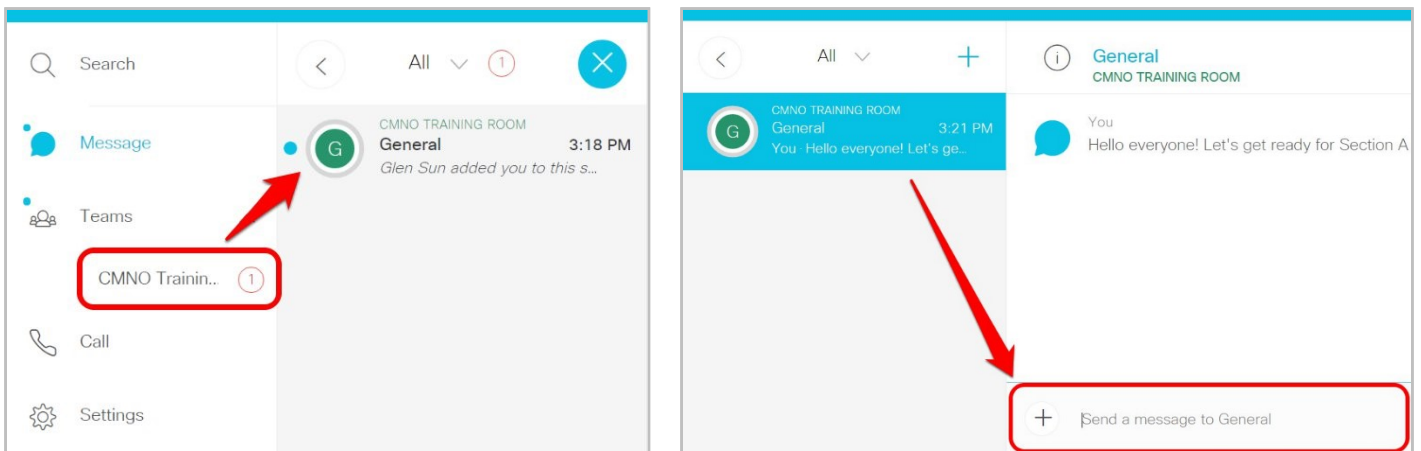 Search
All 1
CMNO TRAINING ROOM
General 3:18 PM
Glen Sun added you to this s...
Message
Teams
CMNO Trainin... 1
Call
Settings
All
CMNO TRAINING ROOM
General 3:21 PM
You · Hello everyone! Let's ge...
G
G
i
General
CMNO TRAINING ROOM
You
Hello everyone! Let's get ready for Section A
Send a message to General